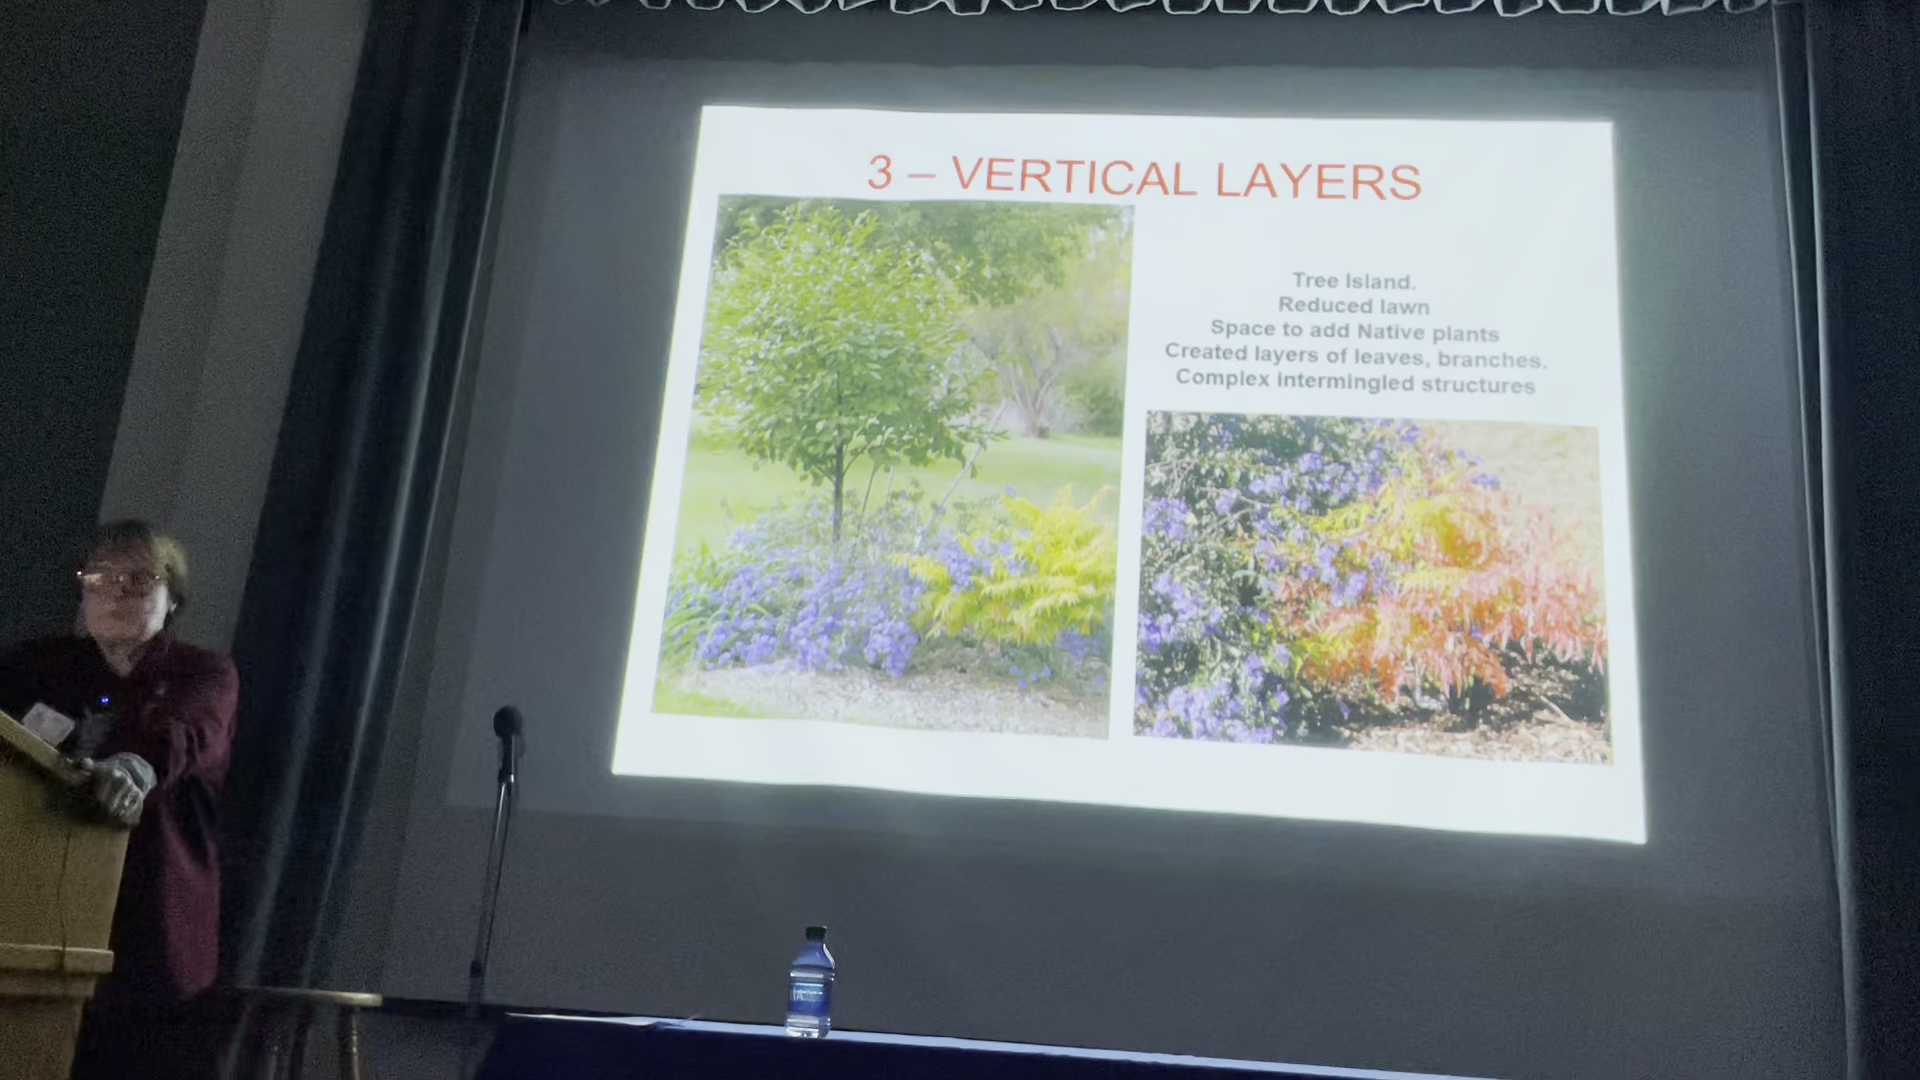 3 – VERTICAL LAYERS
Tree Island.
Reduced lawn
Space to add Native plants
Created layers of leaves, branches.
Complex intermingled structures